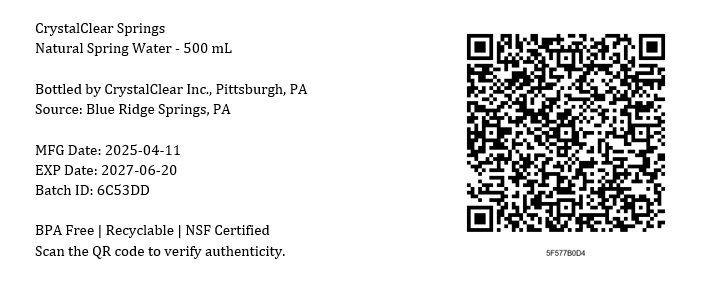 CrystalClear Springs
Natural Spring Water - 500 mL
Bottled by CrystalClear Inc., Pittsburgh, PA
Source: Blue Ridge Springs, PA
MFG Date: 2025-04-11
EXP Date: 2027-06-20
Batch ID: 6C53DD
BPA Free | Recyclable | NSF Certified
Scan the QR code to verify authenticity.
5F577B0D4